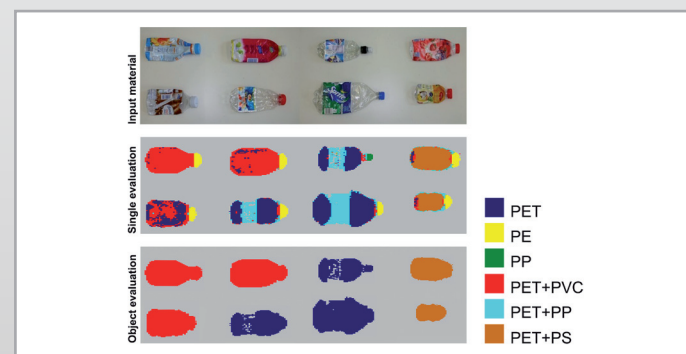 Input material
Single evaluation
Object evaluation
PET
PE
PP
PET+PVC
PET+PP
PET+PS